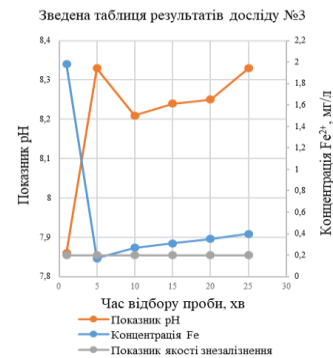 Зведена таблиця результатів досліду №3
8,4
8,3
8,2
8,1
8
7,9
7,8
Показник pH
2,2
2
1,8
1,6
1,4
1,2
1
0,8
0,6
0,4
0,2
0
Концентрація Fe²⁺, мг/л
0 5 10 15 20 25 30
Час відбору проби, хв
Показник pH
Концентрація Fe
Показник якості знезалізнення